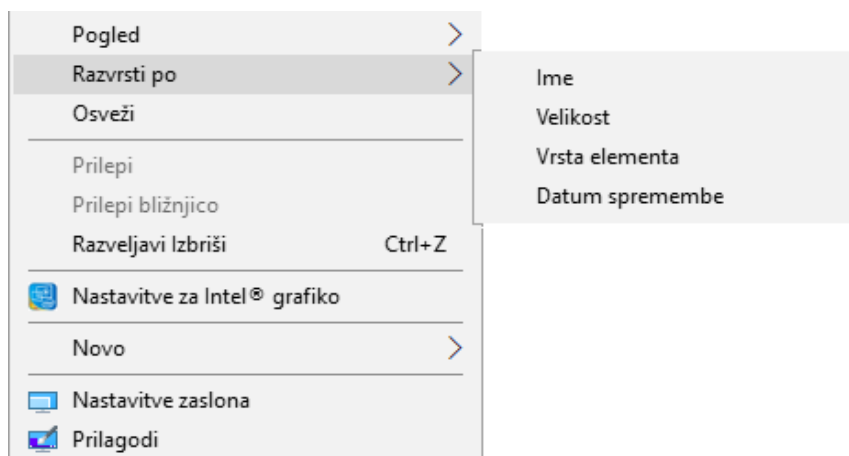 Pogled
Razvrsti po
Osveži
Prilepi
Prilepi bližnjico
Razveljavi Izbriši Ctrl+Z
Nastavitve za Intel® grafiko
Novo
Nastavitve zaslona
Prilagodi
Ime
Velikost
Vrsta elementa
Datum spremembe